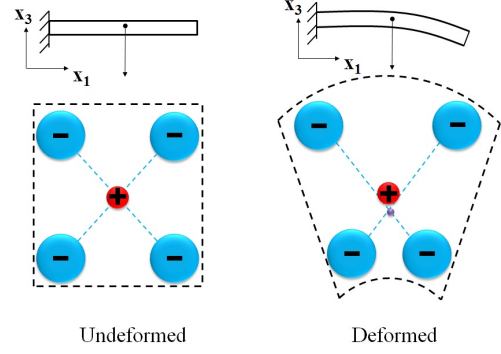 x3
x1
x3
x1
− −
+
− −
− −
+
− −
Undeformed
Deformed